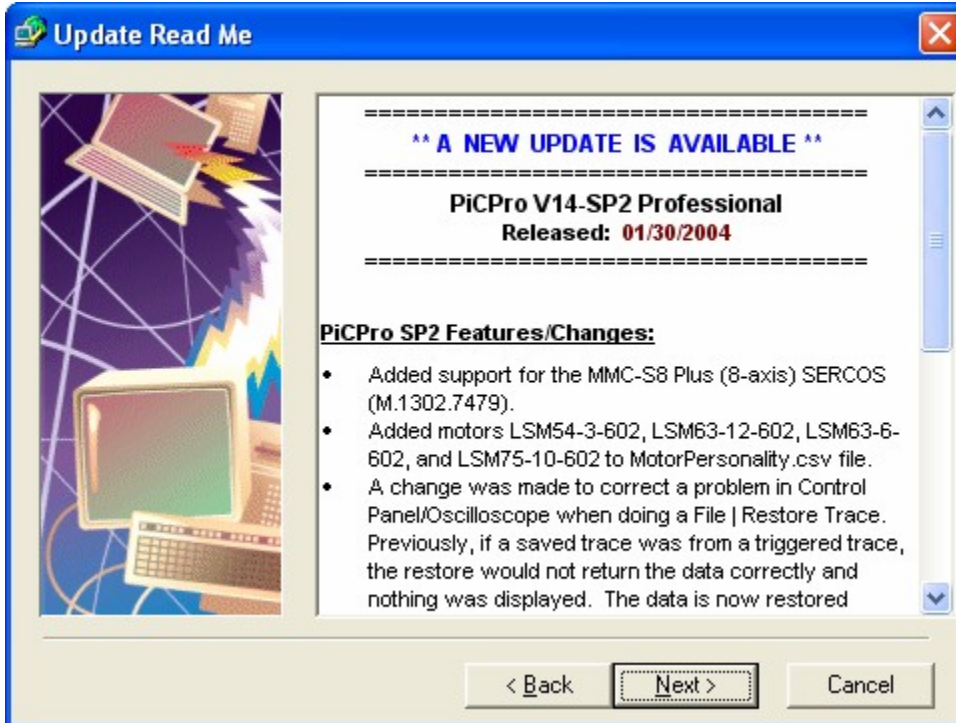 Update Read Me
====================================
** A NEW UPDATE IS AVAILABLE **
====================================
PiCPro V14-SP2 Professional
Released: 01/30/2004
====================================
PiCPro SP2 Features/Changes:
• Added support for the MMC-S8 Plus (8-axis) SERCOS
(M.1302.7479).
• Added motors LSM54-3-602, LSM63-12-602, LSM63-6-
602, and LSM75-10-602 to MotorPersonality.csv file.
• A change was made to correct a problem in Control
Panel/Oscilloscope when doing a File | Restore Trace.
Previously, if a saved trace was from a triggered trace,
the restore would not return the data correctly and
nothing was displayed. The data is now restored
< Back
Next >
Cancel